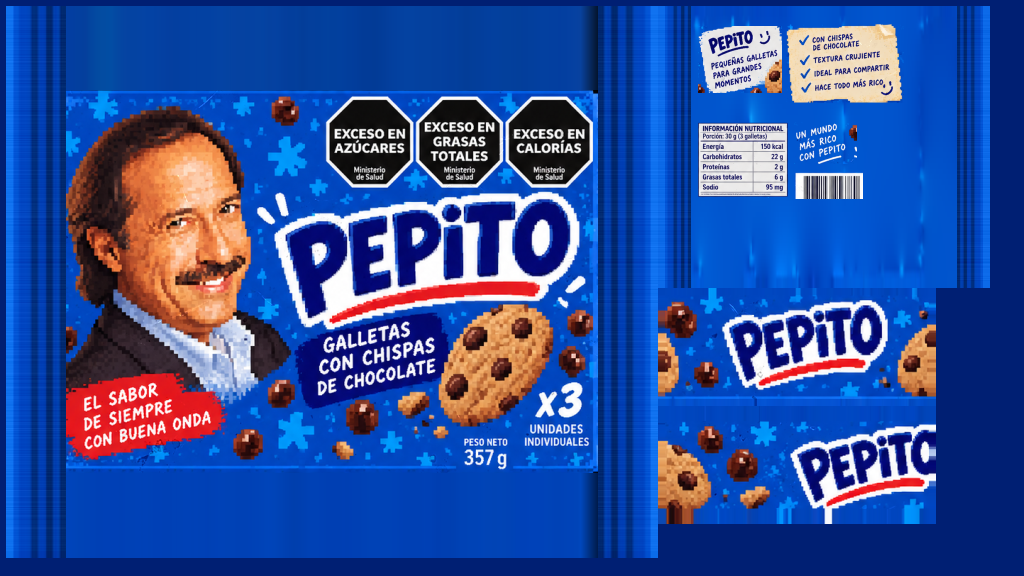 EXCESO EN
AZÚCARES
Ministerio
de Salud
EXCESO EN
GRASAS
TOTALES
Ministerio
de Salud
EXCESO EN
CALORÍAS
Ministerio
de Salud
PEPiTO
GALLETAS
CON CHISPAS
DE CHOCOLATE
EL SABOR
DE SIEMPRE
CON BUENA ONDA
x3
UNIDADES
INDIVIDUALES
PESO NETO
357 g
PEPiTO
PEQUEÑAS GALLETAS
PARA GRANDES
MOMENTOS
CON CHISPAS
DE CHOCOLATE
TEXTURA CRUJIENTE
IDEAL PARA COMPARTIR
HACE TODO MÁS RICO
INFORMACIÓN NUTRICIONAL
Porción: 30 g (3 galletas)
Energía 150 kcal
Carbohidratos 22 g
Proteínas 2 g
Grasas totales 6 g
Sodio 95 mg
UN MUNDO
MÁS RICO
CON PEPITO
PEPiTO
PEPiTO